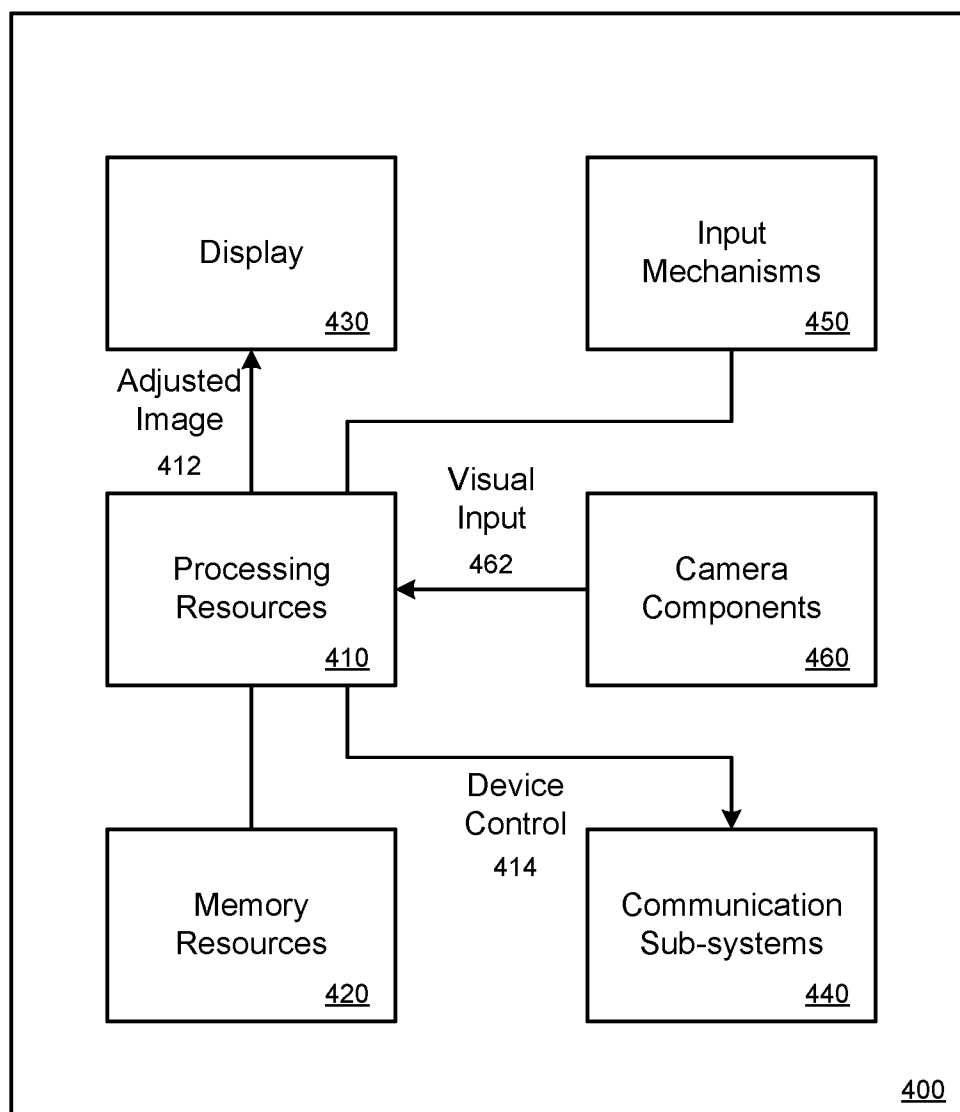 Display
430
Input
Mechanisms
450
Adjusted
Image
412
Visual
Input
462
Processing
Resources
410
Camera
Components
460
Device
Control
414
Memory
Resources
420
Communication
Sub-systems
440
400